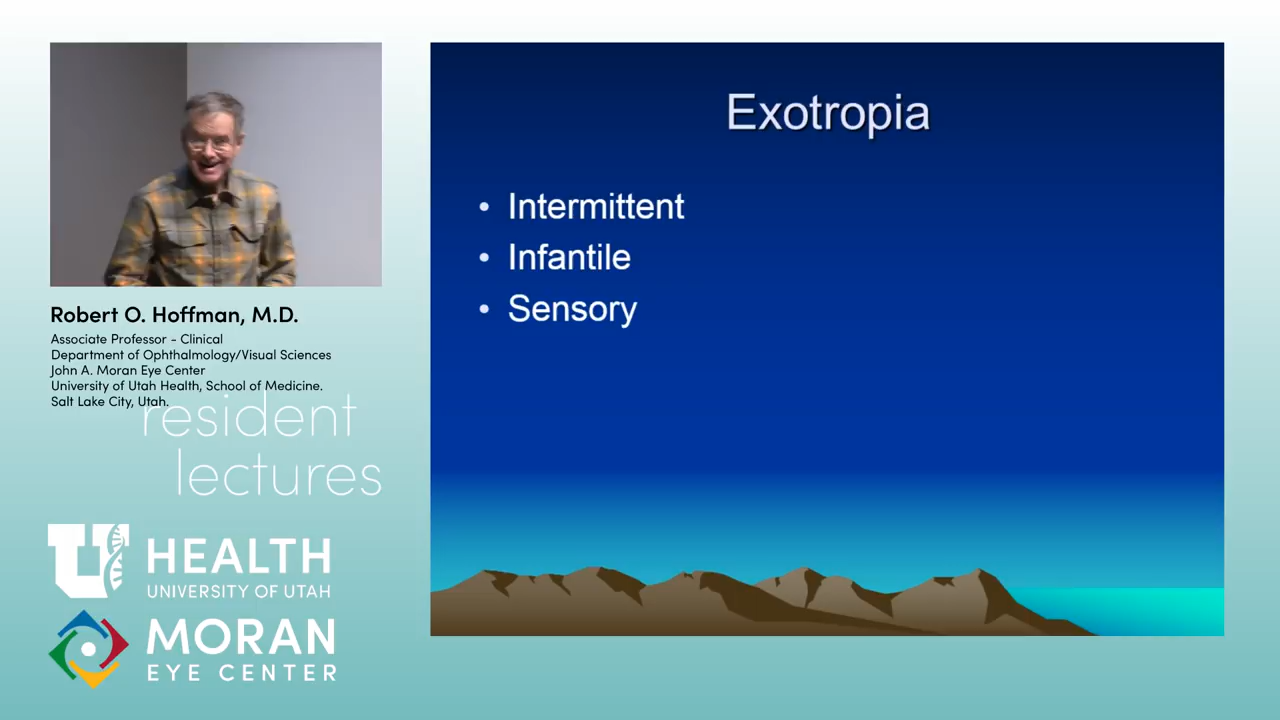 Exotropia
• Intermittent
• Infantile
• Sensory
Robert O. Hoffman, M.D.
Associate Professor - Clinical
Department of Ophthalmology/Visual Sciences
John A. Moran Eye Center
University of Utah Health, School of Medicine.
Salt Lake City, Utah.
resident
lectures
U HEALTH
UNIVERSITY OF UTAH
MORAN
EYE CENTER